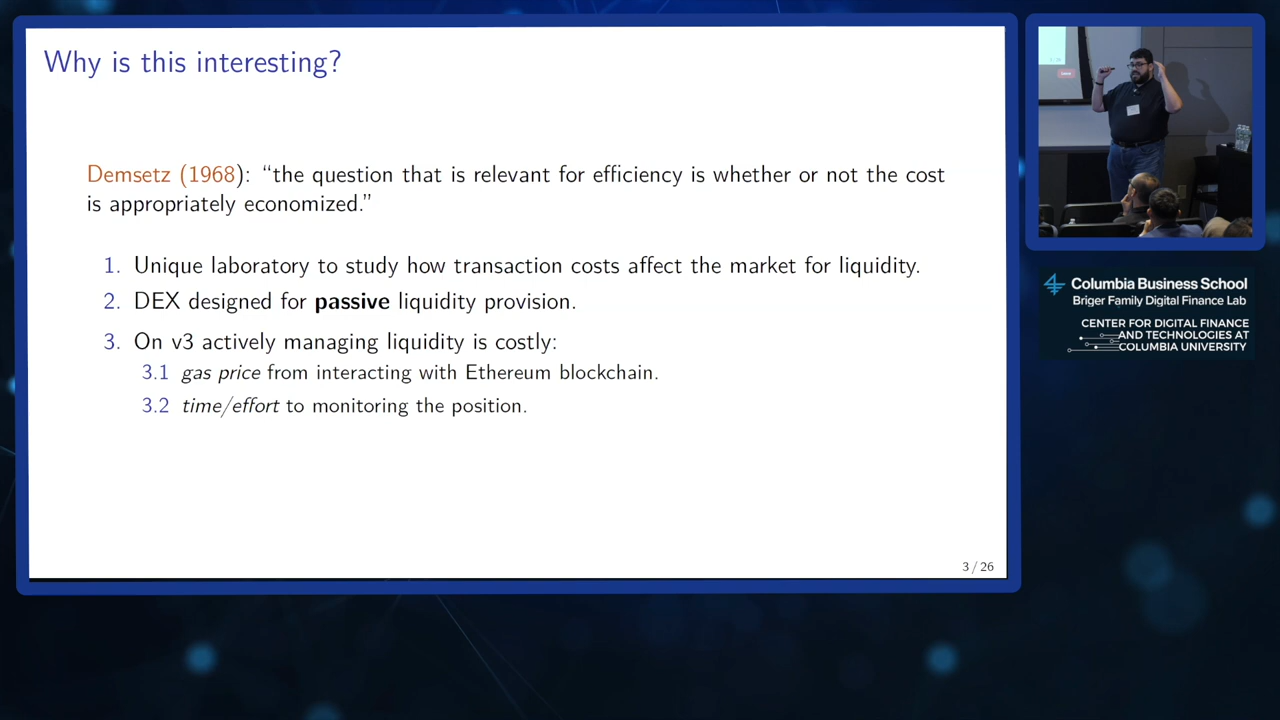 Why is this interesting?
Demsetz (1968): “the question that is relevant for efficiency is whether or not the cost
is appropriately economized.”
1. Unique laboratory to study how transaction costs affect the market for liquidity.
2. DEX designed for passive liquidity provision.
3. On v3 actively managing liquidity is costly:
3.1 gas price from interacting with Ethereum blockchain.
3.2 time/effort to monitoring the position.
3 / 26
Columbia Business School
Briger Family Digital Finance Lab
CENTER FOR DIGITAL FINANCE
AND TECHNOLOGIES AT
COLUMBIA UNIVERSITY